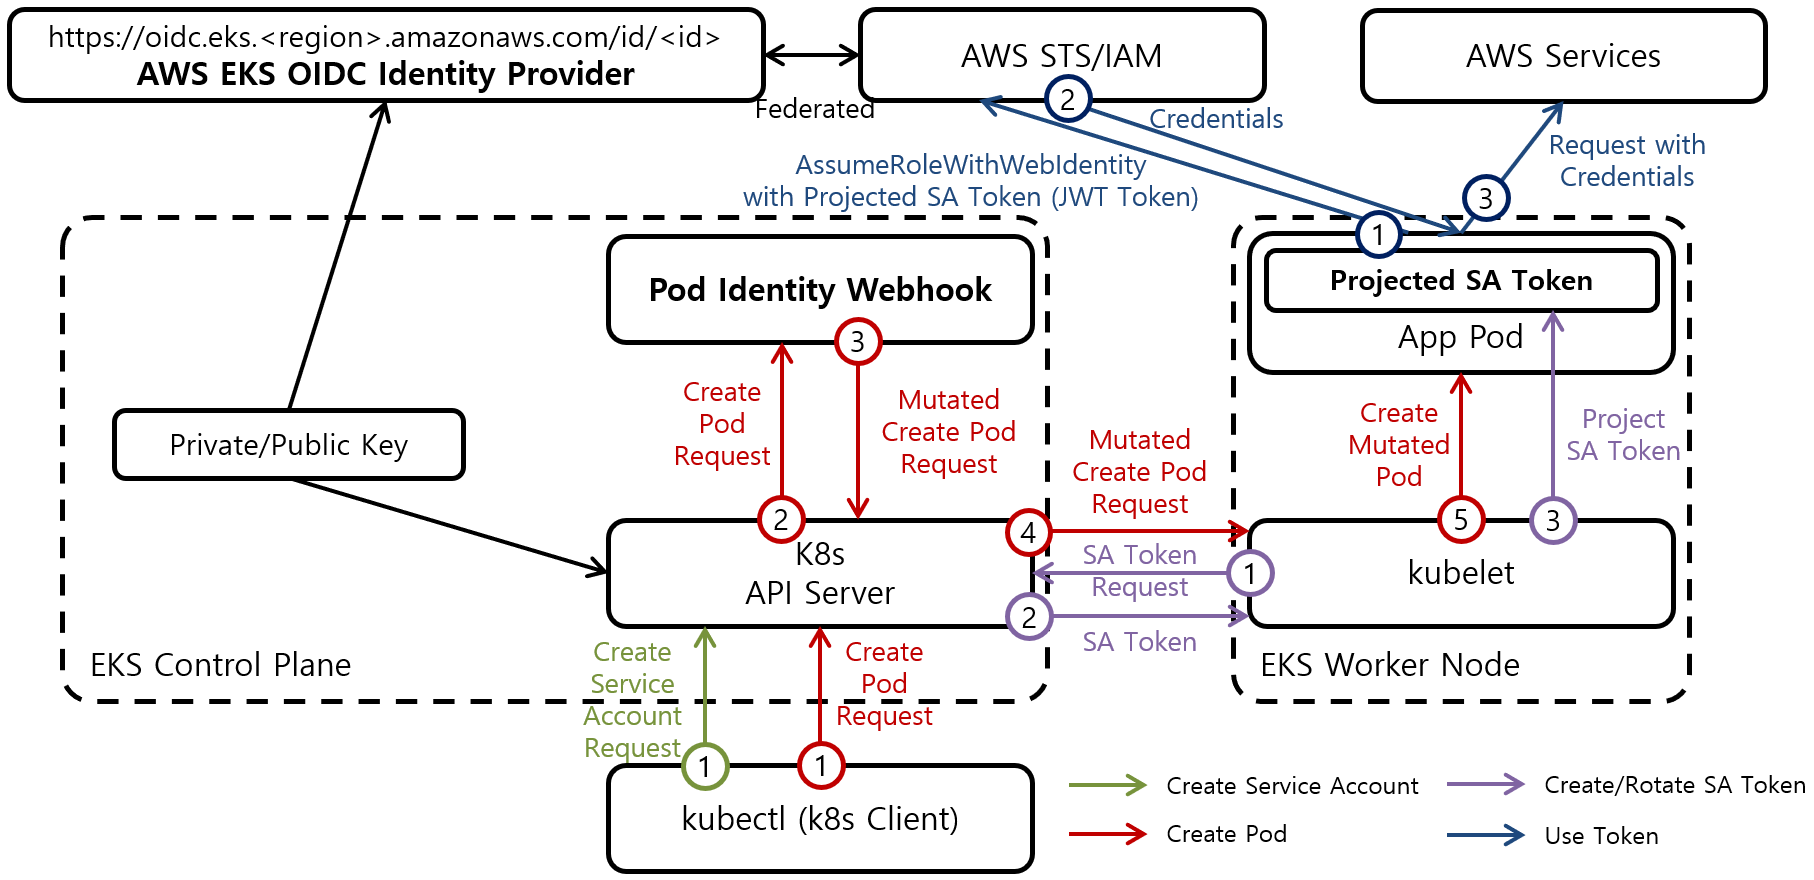 https://oidc.eks.<region>.amazonaws.com/id/<id>
AWS EKS OIDC Identity Provider
AWS STS/IAM
AWS Services
Federated
2
Credentials
AssumeRoleWithWebIdentity
with Projected SA Token (JWT Token)
Request with
Credentials
3
1
Pod Identity Webhook
3
Projected SA Token
App Pod
Create
Pod
Request
Mutated
Create Pod
Request
Private/Public Key
Mutated
Create Pod
Request
Create
Mutated
Pod
Project
SA Token
2
4
5
3
K8s
API Server
SA Token
Request
1
kubelet
2
SA Token
EKS Control Plane
Create
Service
Account
Request
Create
Pod
Request
EKS Worker Node
1
1
kubectl (k8s Client)
Create Service Account
Create/Rotate SA Token
Create Pod
Use Token